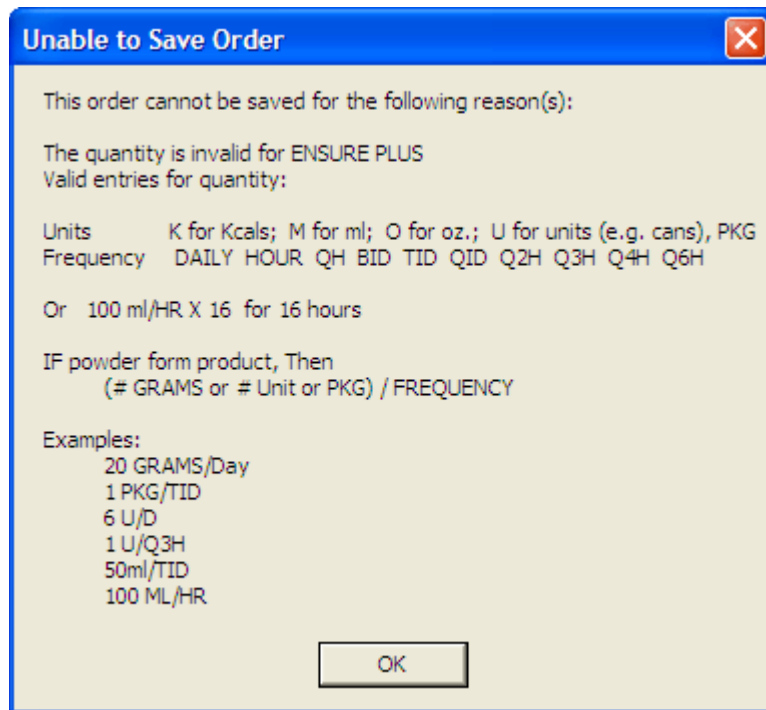 Unable to Save Order
This order cannot be saved for the following reason(s):
The quantity is invalid for ENSURE PLUS
Valid entries for quantity:
Units K for Kcals; M for ml; O for oz.; U for units (e.g. cans), PKG
Frequency DAILY HOUR QH BID TID QID Q2H Q3H Q4H Q6H
Or 100 ml/HR X 16 for 16 hours
IF powder form product, Then
(# GRAMS or # Unit or PKG) / FREQUENCY
Examples:
20 GRAMS/Day
1 PKG/TID
6 U/D
1 U/Q3H
50ml/TID
100 ML/HR
OK